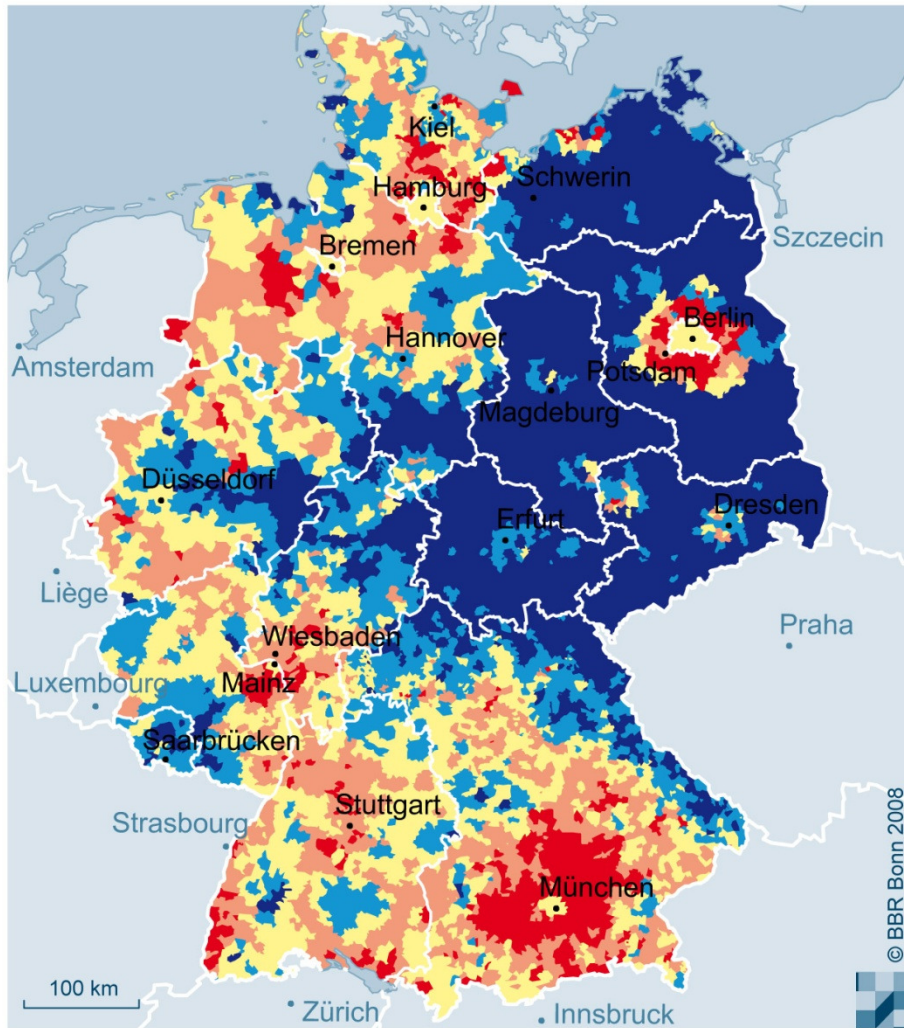 Kiel
Schwerin
Hamburg
Szczecin
Bremen
Berlin
Hannover
Amsterdam
Potsdam
Magdeburg
Düsseldorf
Dresden
Erfurt
Liège
Praha
Wiesbaden
Luxembourg
Mainz
Saarbrücken
Stuttgart
Strasbourg
München
© BBR Bonn 2008
100 km
Zürich
Innsbruck